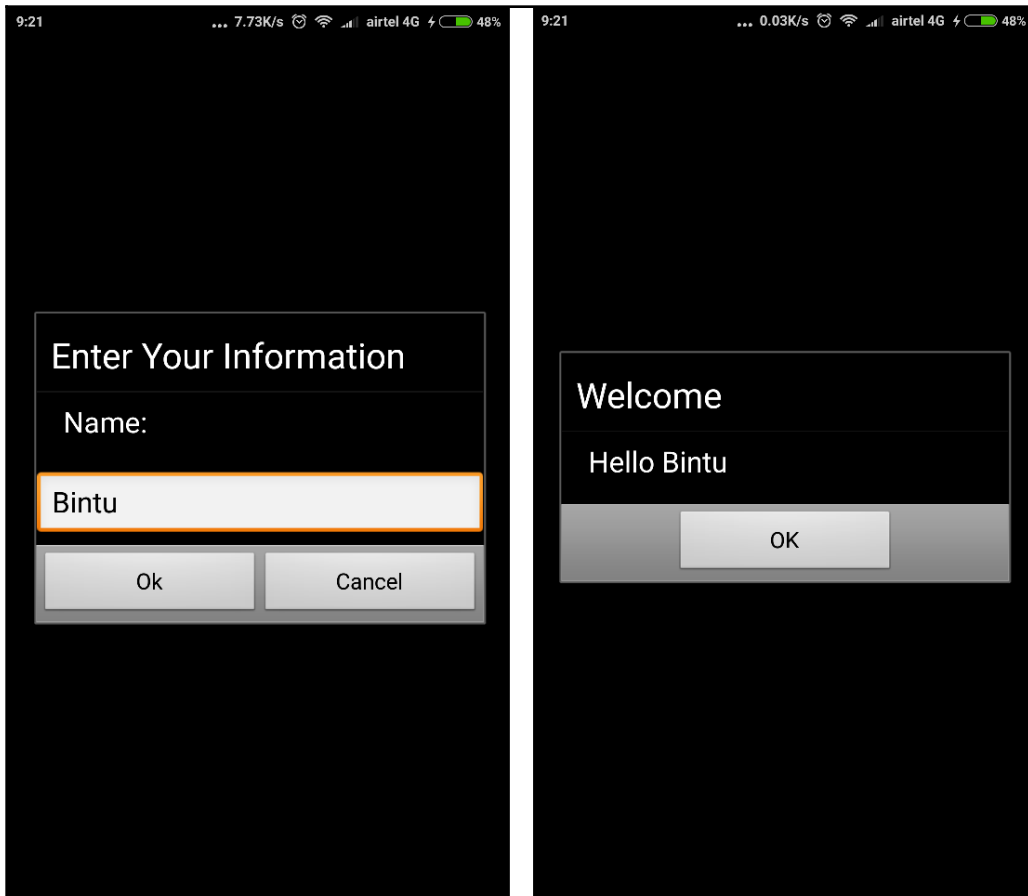 9:21 ... 7.73K/s airtel 4G 48%
Enter Your Information
Name:
Bintu
Ok Cancel
9:21 ... 0.03K/s airtel 4G 48%
Welcome
Hello Bintu
OK